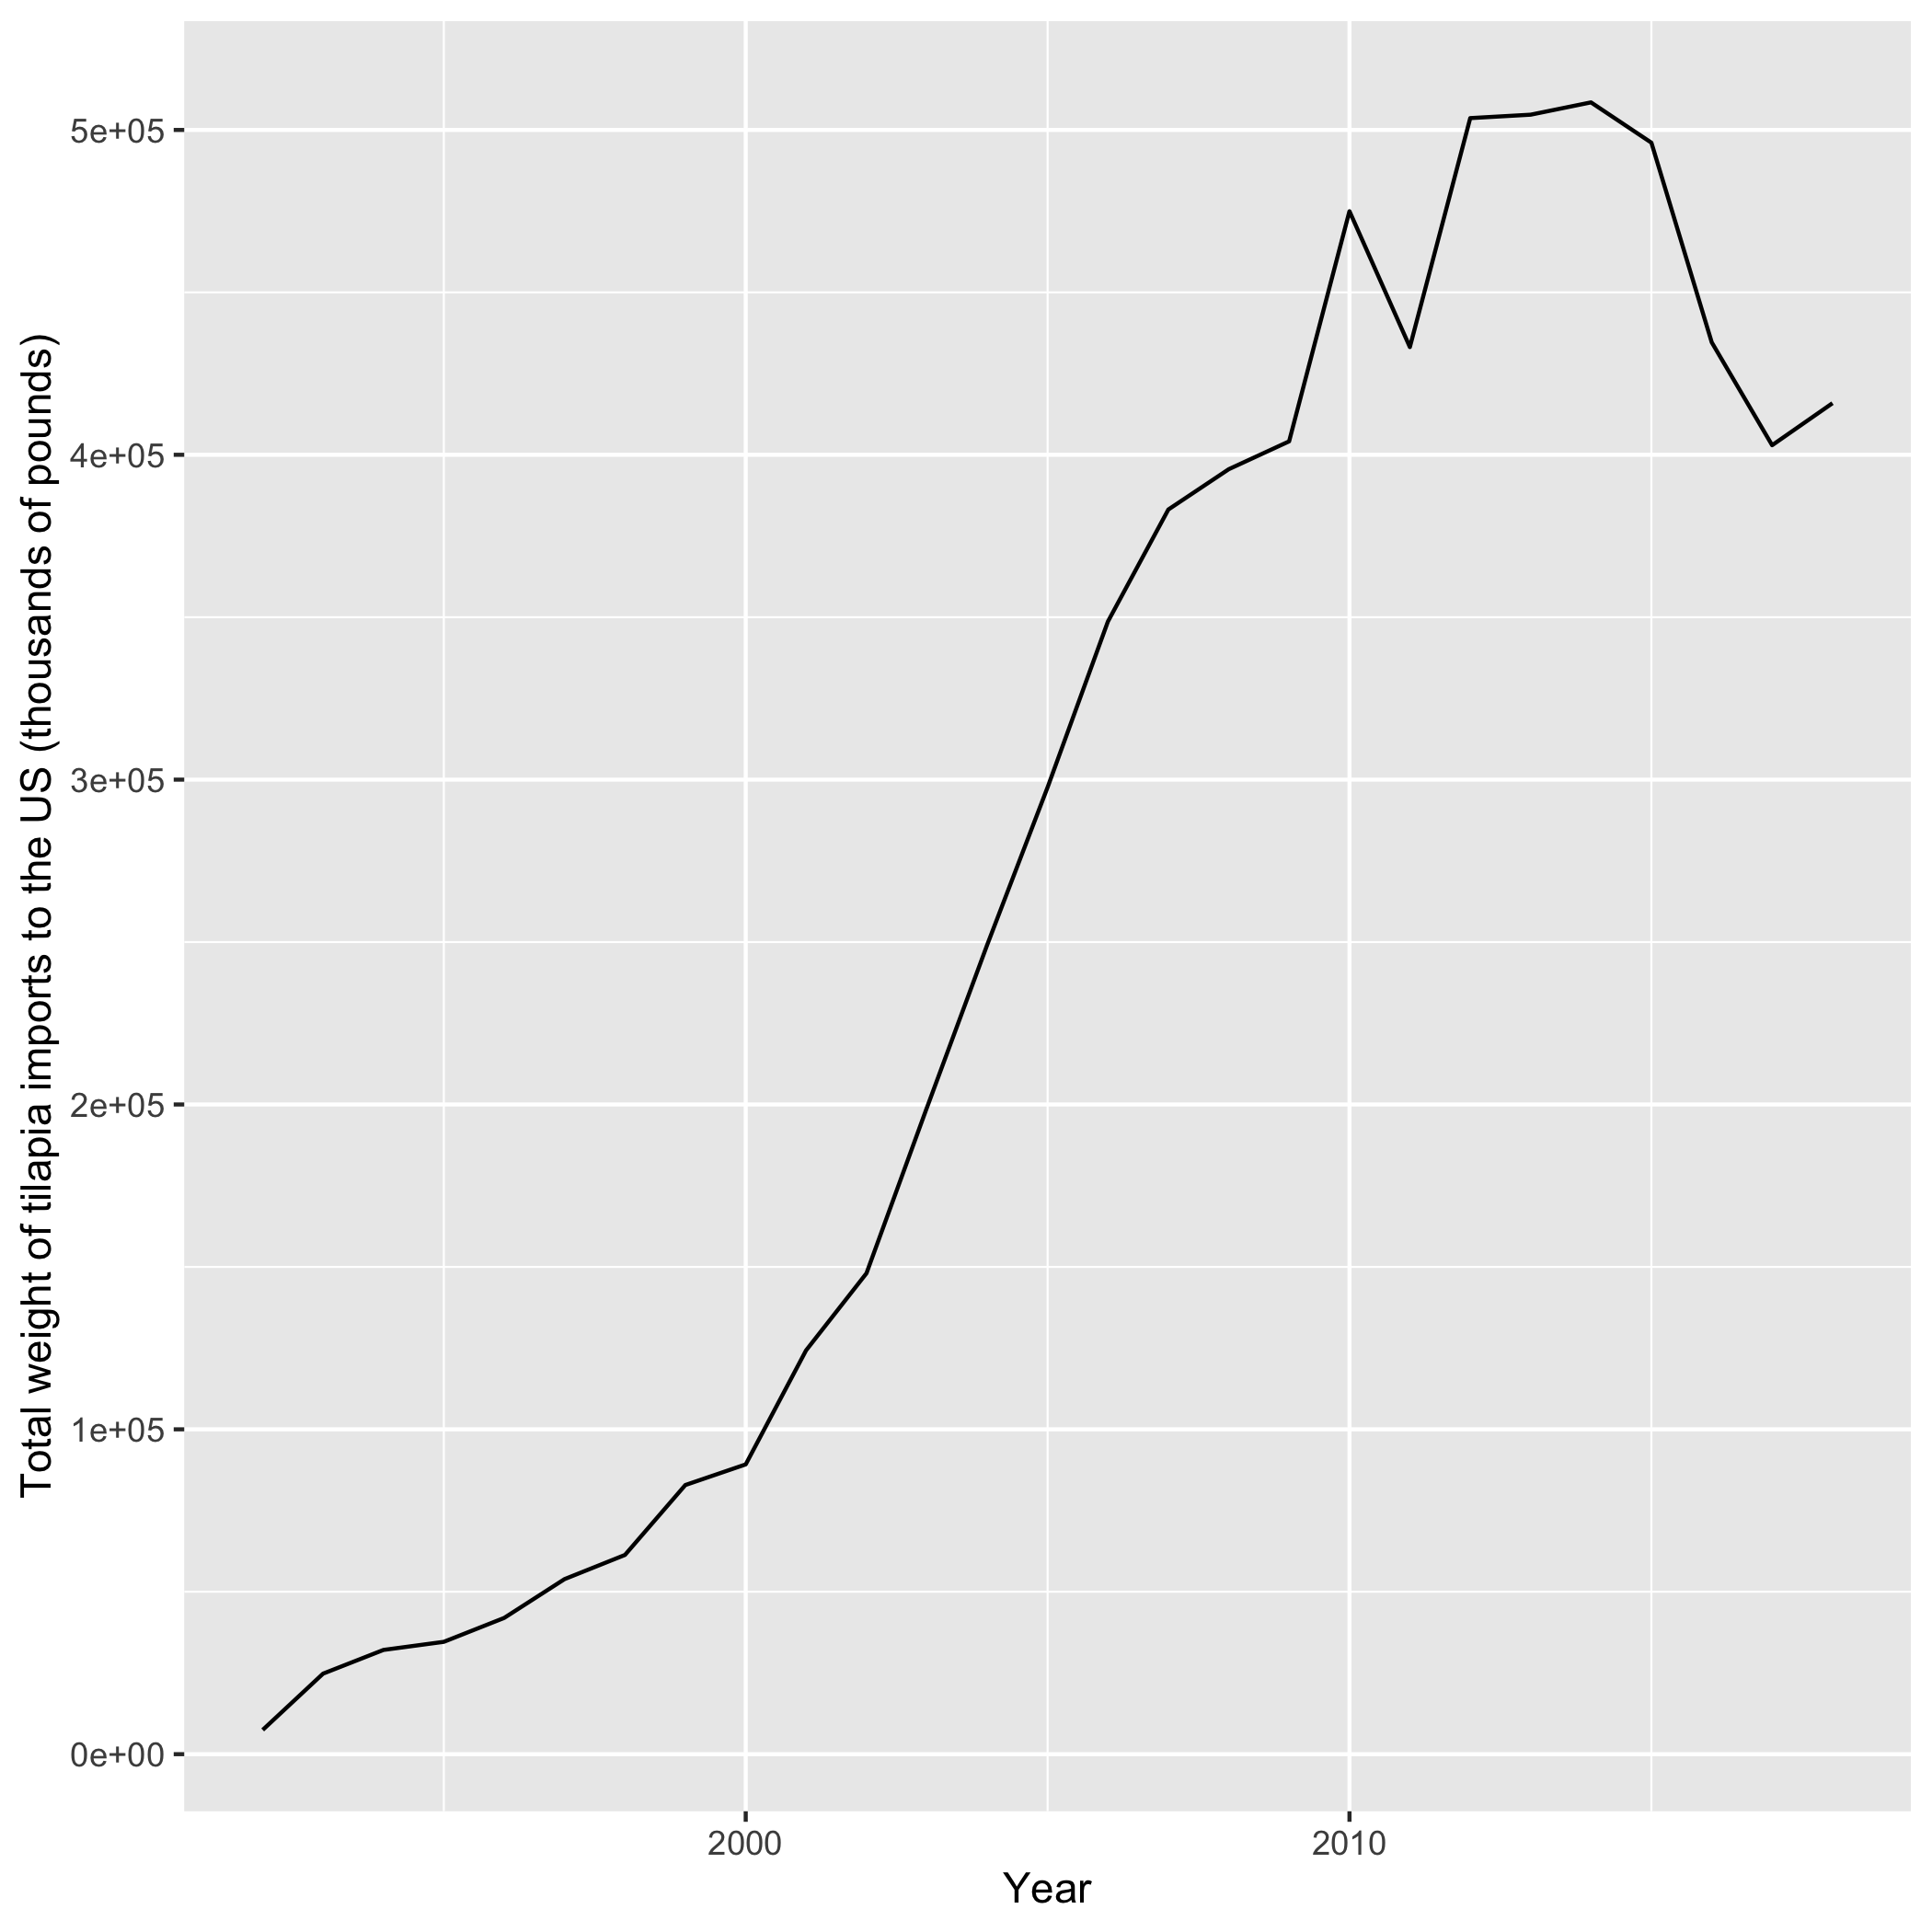 Total weight of tilapia imports to the US (thousands of pounds)
5e+05
4e+05
3e+05
2e+05
1e+05
0e+00
2000
2010
Year